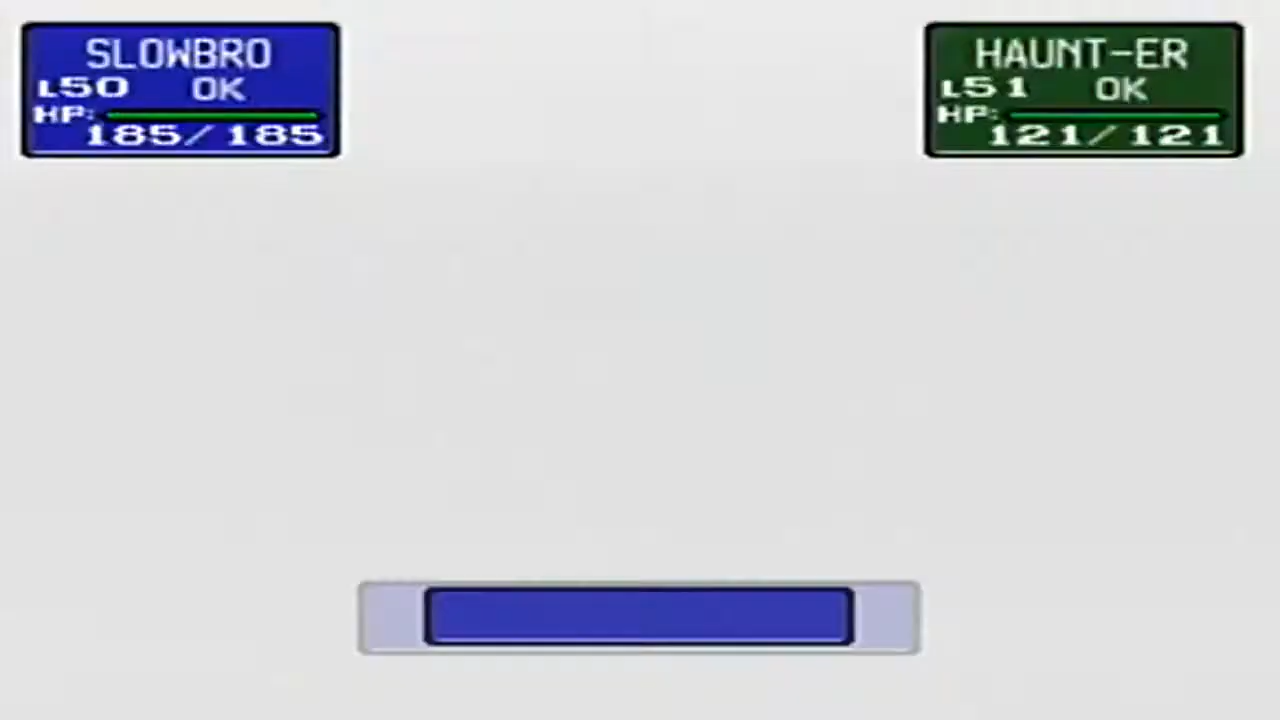 SLOWBRO
L50 OK
HP:
185/185
HAUNT-ER
L51 OK
HP:
121/121